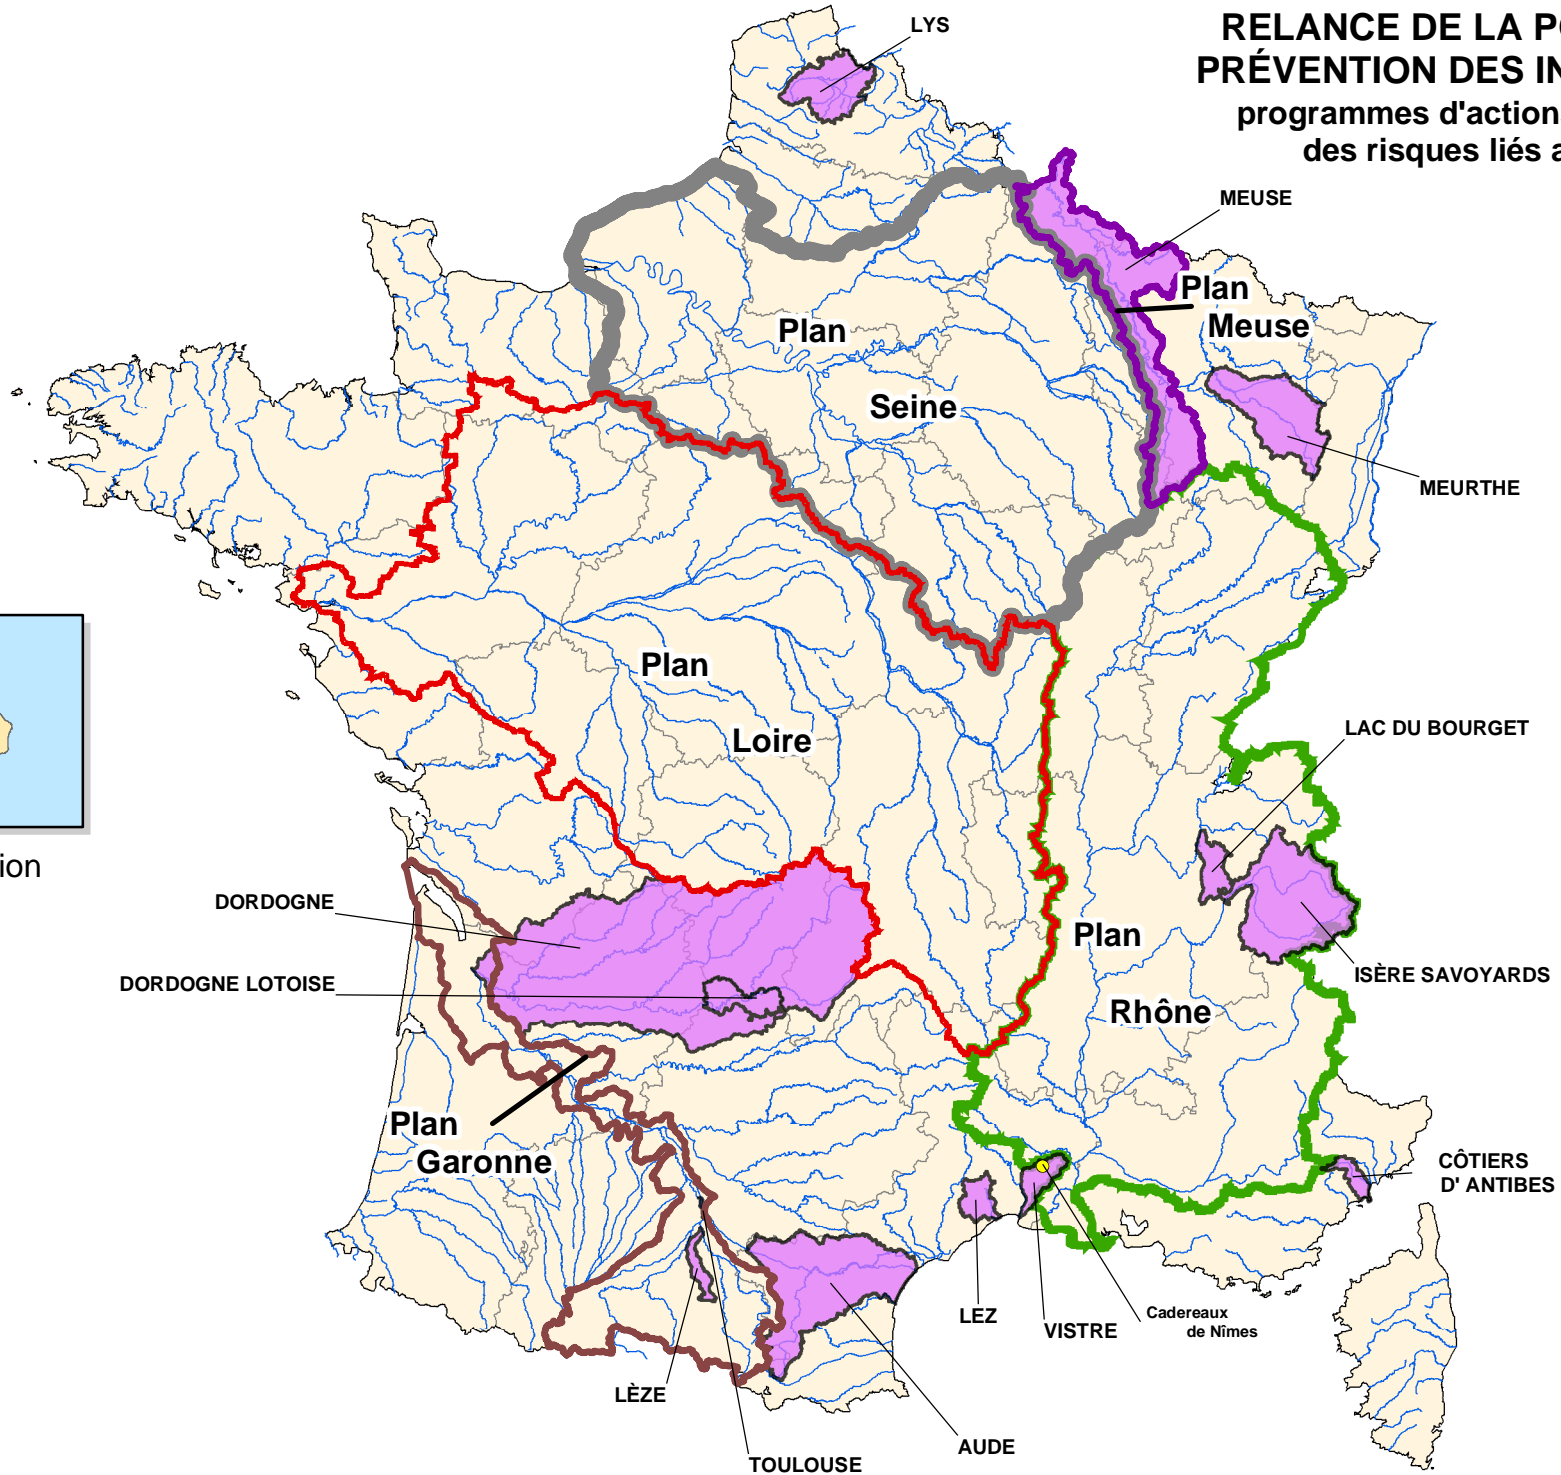 RELANCE DE LA
PRÉVENTION DES
programmes d'action
des risques liés
LYS
MEUSE
Plan
Meuse
Plan
Seine
MEURTHE
Plan
Loire
LAC DU BOURGET
DORDOGNE
DORDOGNE LOTOISE
Plan
Rhône
ISÈRE SAVOYARDS
Plan
Garonne
CÔTIERS
D' ANTIBES
LEZ
VISTRE
Cadereaux
de Nîmes
LÈZE
AUDE
TOULOUSE